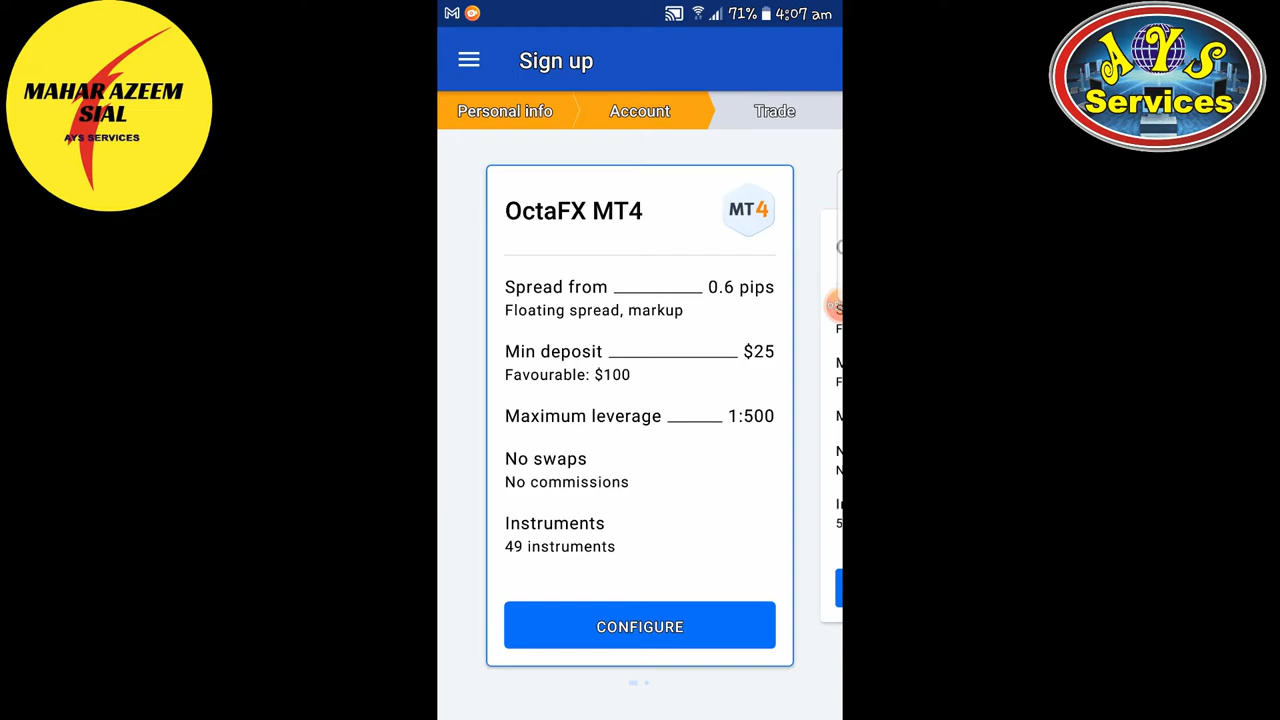 MAHAR AZEEM
SIAL
AYS SERVICES
71% 4:07 am
Sign up
Personal info Account Trade
OctaFX MT4
MT4
Spread from 0.6 pips
Floating spread, markup
Min deposit $25
Favourable: $100
Maximum leverage 1:500
No swaps
No commissions
Instruments
49 instruments
CONFIGURE
AYS
Services